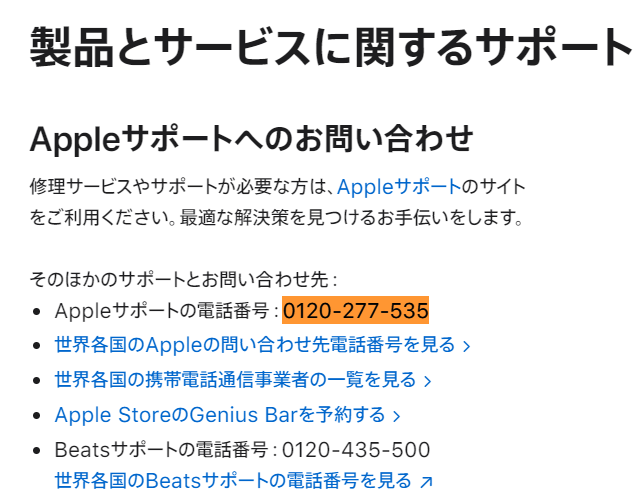 製品とサービスに関するサポート
Appleサポートへのお問い合わせ
修理サービスやサポートが必要な方は、Appleサポートのサイト
をご利用ください。最適な解決策を見つけるお手伝いをします。
そのほかのサポートとお問い合わせ先：
• Appleサポートの電話番号：0120-277-535
• 世界各国のAppleの問い合わせ先電話番号を見る >
• 世界各国の携帯電話通信事業者の一覧を見る >
• Apple StoreのGenius Barを予約する >
• Beatsサポートの電話番号：0120-435-500
世界各国のBeatsサポートの電話番号を見る ↗